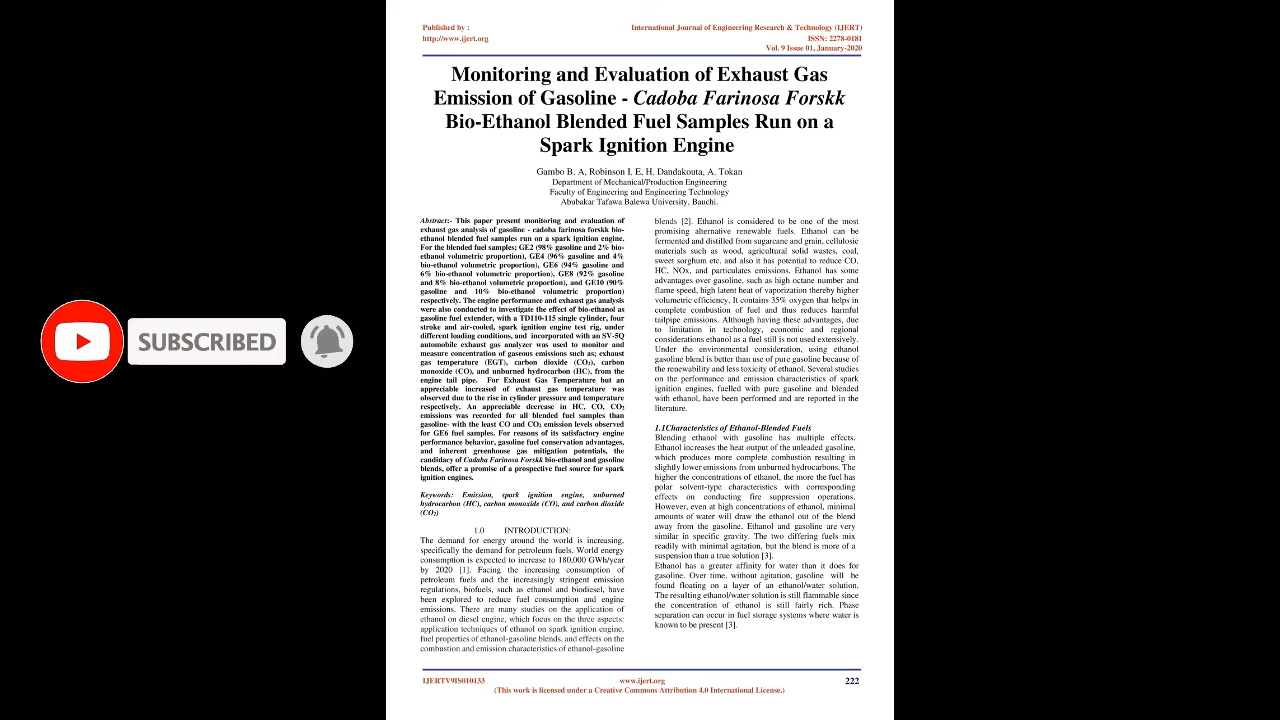 Published by :
http://www.ijert.org
International Journal of Engineering Research & Technology (IJERT)
ISSN: 2278-0181
Vol. 9 Issue 01, January-2020
Monitoring and Evaluation of Exhaust Gas
Emission of Gasoline - Cadoba Farinosa Forskk
Bio-Ethanol Blended Fuel Samples Run on a
Spark Ignition Engine
Gambo B. A, Robinson I. E, H. Dandakouta, A. Tokan
Department of Mechanical/Production Engineering
Faculty of Engineering and Engineering Technology
Abubakar Tafawa Balewa University, Bauchi.
Abstract:- This paper present monitoring and evaluation of
exhaust gas analysis of gasoline - cadoba farinosa forskk bio-
ethanol blended fuel samples run on a spark ignition engine.
For the blended fuel samples; GE2 (98% gasoline and 2% bio-
ethanol volumetric proportion), GE4 (96% gasoline and 4%
bio-ethanol volumetric proportion), GE6 (94% gasoline and
6% bio-ethanol volumetric proportion), GE8 (92% gasoline
and 8% bio-ethanol volumetric proportion), and GE10 (90%
gasoline and 10% bio-ethanol volumetric proportion)
respectively. The engine performance and exhaust gas analysis
were also conducted to investigate the effect of bio-ethanol as
gasoline fuel extender, with a TD110-115 single cylinder, four
stroke and air-cooled, spark ignition engine test rig, under
different loading conditions, and incorporated with an SV-5Q
automobile exhaust gas analyzer was used to monitor and
measure concentration of gaseous emissions such as; exhaust
gas temperature (EGT), carbon dioxide (CO₂), carbon
monoxide (CO), and unburned hydrocarbon (HC), from the
engine tail pipe. For Exhaust Gas Temperature but an
appreciable increased of exhaust gas temperature was
observed due to the rise in cylinder pressure and temperature
respectively. An appreciable decrease in HC, CO, CO₂
emissions was recorded for all blended fuel samples than
gasoline- with the least CO and CO₂ emission levels observed
for GE6 fuel samples. For reasons of its satisfactory engine
performance behavior, gasoline fuel conservation advantages,
and inherent greenhouse gas mitigation potentials, the
candidacy of Cadaba Farinosa Forskk bio-ethanol and gasoline
blends, offer a promise of a prospective fuel source for spark
ignition engines.
Keywords: Emission, spark ignition engine, unburned
hydrocarbon (HC), carbon monoxide (CO), and carbon dioxide
(CO₂)
1.0 INTRODUCTION:
The demand for energy around the world is increasing,
specifically the demand for petroleum fuels. World energy
consumption is expected to increase to 180,000 GWh/year
by 2020 [1]. Facing the increasing consumption of
petroleum fuels and the increasingly stringent emission
regulations, biofuels, such as ethanol and biodiesel, have
been explored to reduce fuel consumption and engine
emissions. There are many studies on the application of
ethanol on diesel engine, which focus on the three aspects:
application techniques of ethanol on spark ignition engine,
fuel properties of ethanol-gasoline blends, and effects on the
combustion and emission characteristics of ethanol-gasoline
blends [2]. Ethanol is considered to be one of the most
promising alternative renewable fuels. Ethanol can be
fermented and distilled from sugarcane and grain, cellulosic
materials such as wood, agricultural solid wastes, coal,
sweet sorghum etc. and also it has potential to reduce CO,
HC, NOx, and particulates emissions. Ethanol has some
advantages over gasoline, such as high octane number and
flame speed, high latent heat of vaporization thereby higher
volumetric efficiency. It contains 35% oxygen that helps in
complete combustion of fuel and thus reduces harmful
tailpipe emissions. Although having these advantages, due
to limitation in technology, economic and regional
considerations ethanol as a fuel still is not used extensively.
Under the environmental consideration, using ethanol
gasoline blend is better than use of pure gasoline because of
the renewability and less toxicity of ethanol. Several studies
on the performance and emission characteristics of spark
ignition engines, fuelled with pure gasoline and blended
with ethanol, have been performed and are reported in the
literature.
1.1Characteristics of Ethanol-Blended Fuels
Blending ethanol with gasoline has multiple effects.
Ethanol increases the heat output of the unleaded gasoline,
which produces more complete combustion resulting in
slightly lower emissions from unburned hydrocarbons. The
higher the concentrations of ethanol, the more the fuel has
polar solvent-type characteristics with corresponding
effects on conducting fire suppression operations.
However, even at high concentrations of ethanol, minimal
amounts of water will draw the ethanol out of the blend
away from the gasoline. Ethanol and gasoline are very
similar in specific gravity. The two differing fuels mix
readily with minimal agitation, but the blend is more of a
suspension than a true solution [3].
Ethanol has a greater affinity for water than it does for
gasoline. Over time, without agitation, gasoline will be
found floating on a layer of an ethanol/water solution.
The resulting ethanol/water solution is still flammable since
the concentration of ethanol is still fairly rich. Phase
separation can occur in fuel storage systems where water is
known to be present [3].
SUBSCRIBED
IJERTV9IS010133
www.ijert.org
222
(This work is licensed under a Creative Commons Attribution 4.0 International License.)